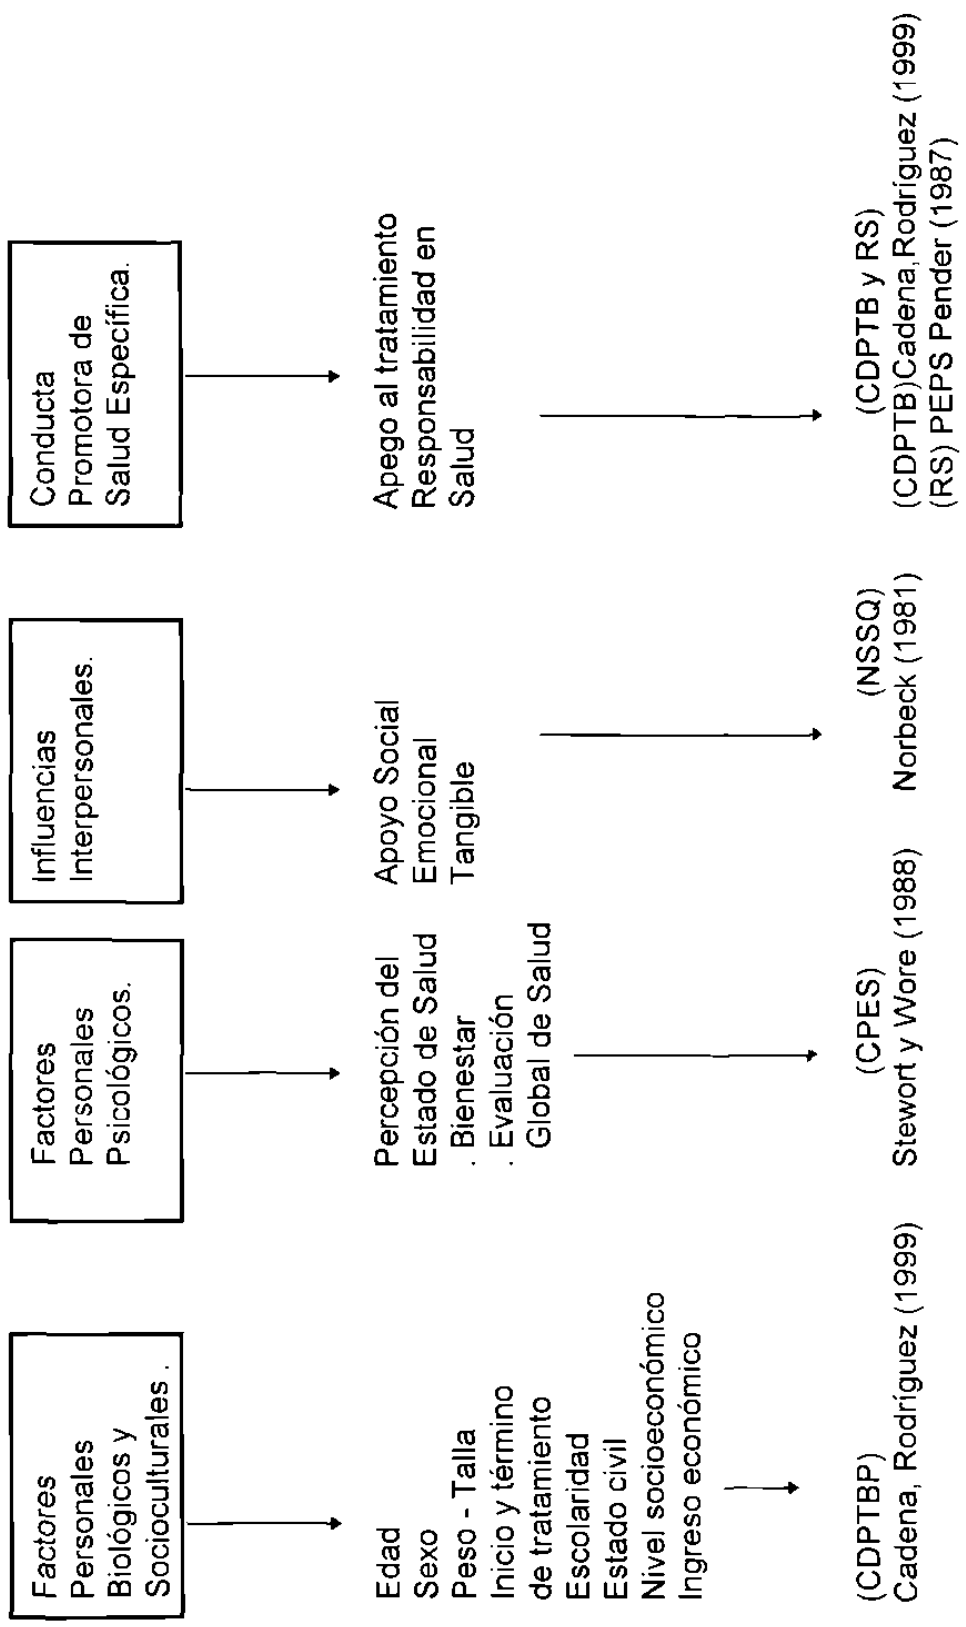 Factores
Personales
Biológicos y
Socioculturales .
Edad
Sexo
Peso - Talla
Inicio y término
de tratamiento
Escolaridad
Estado civil
Nivel socioeconómico
Ingreso económico
(CDPTBP)
Cadena, Rodríguez (1999)
Factores
Personales
Psicológicos.
Percepción del
Estado de Salud
. Bienestar
. Evaluación
Global de Salud
(CPES)
Stewort y Wore (1988)
Influencias
Interpersonales.
Apoyo Social
Emocional
Tangible
(NSSQ)
Norbeck (1981)
Conducta
Promotora de
Salud Específica.
Apego al tratamiento
Responsabilidad en
Salud
(CDPTB y RS)
(CDPTB)Cadena,Rodríguez (1999)
(RS) PEPS Pender (1987)